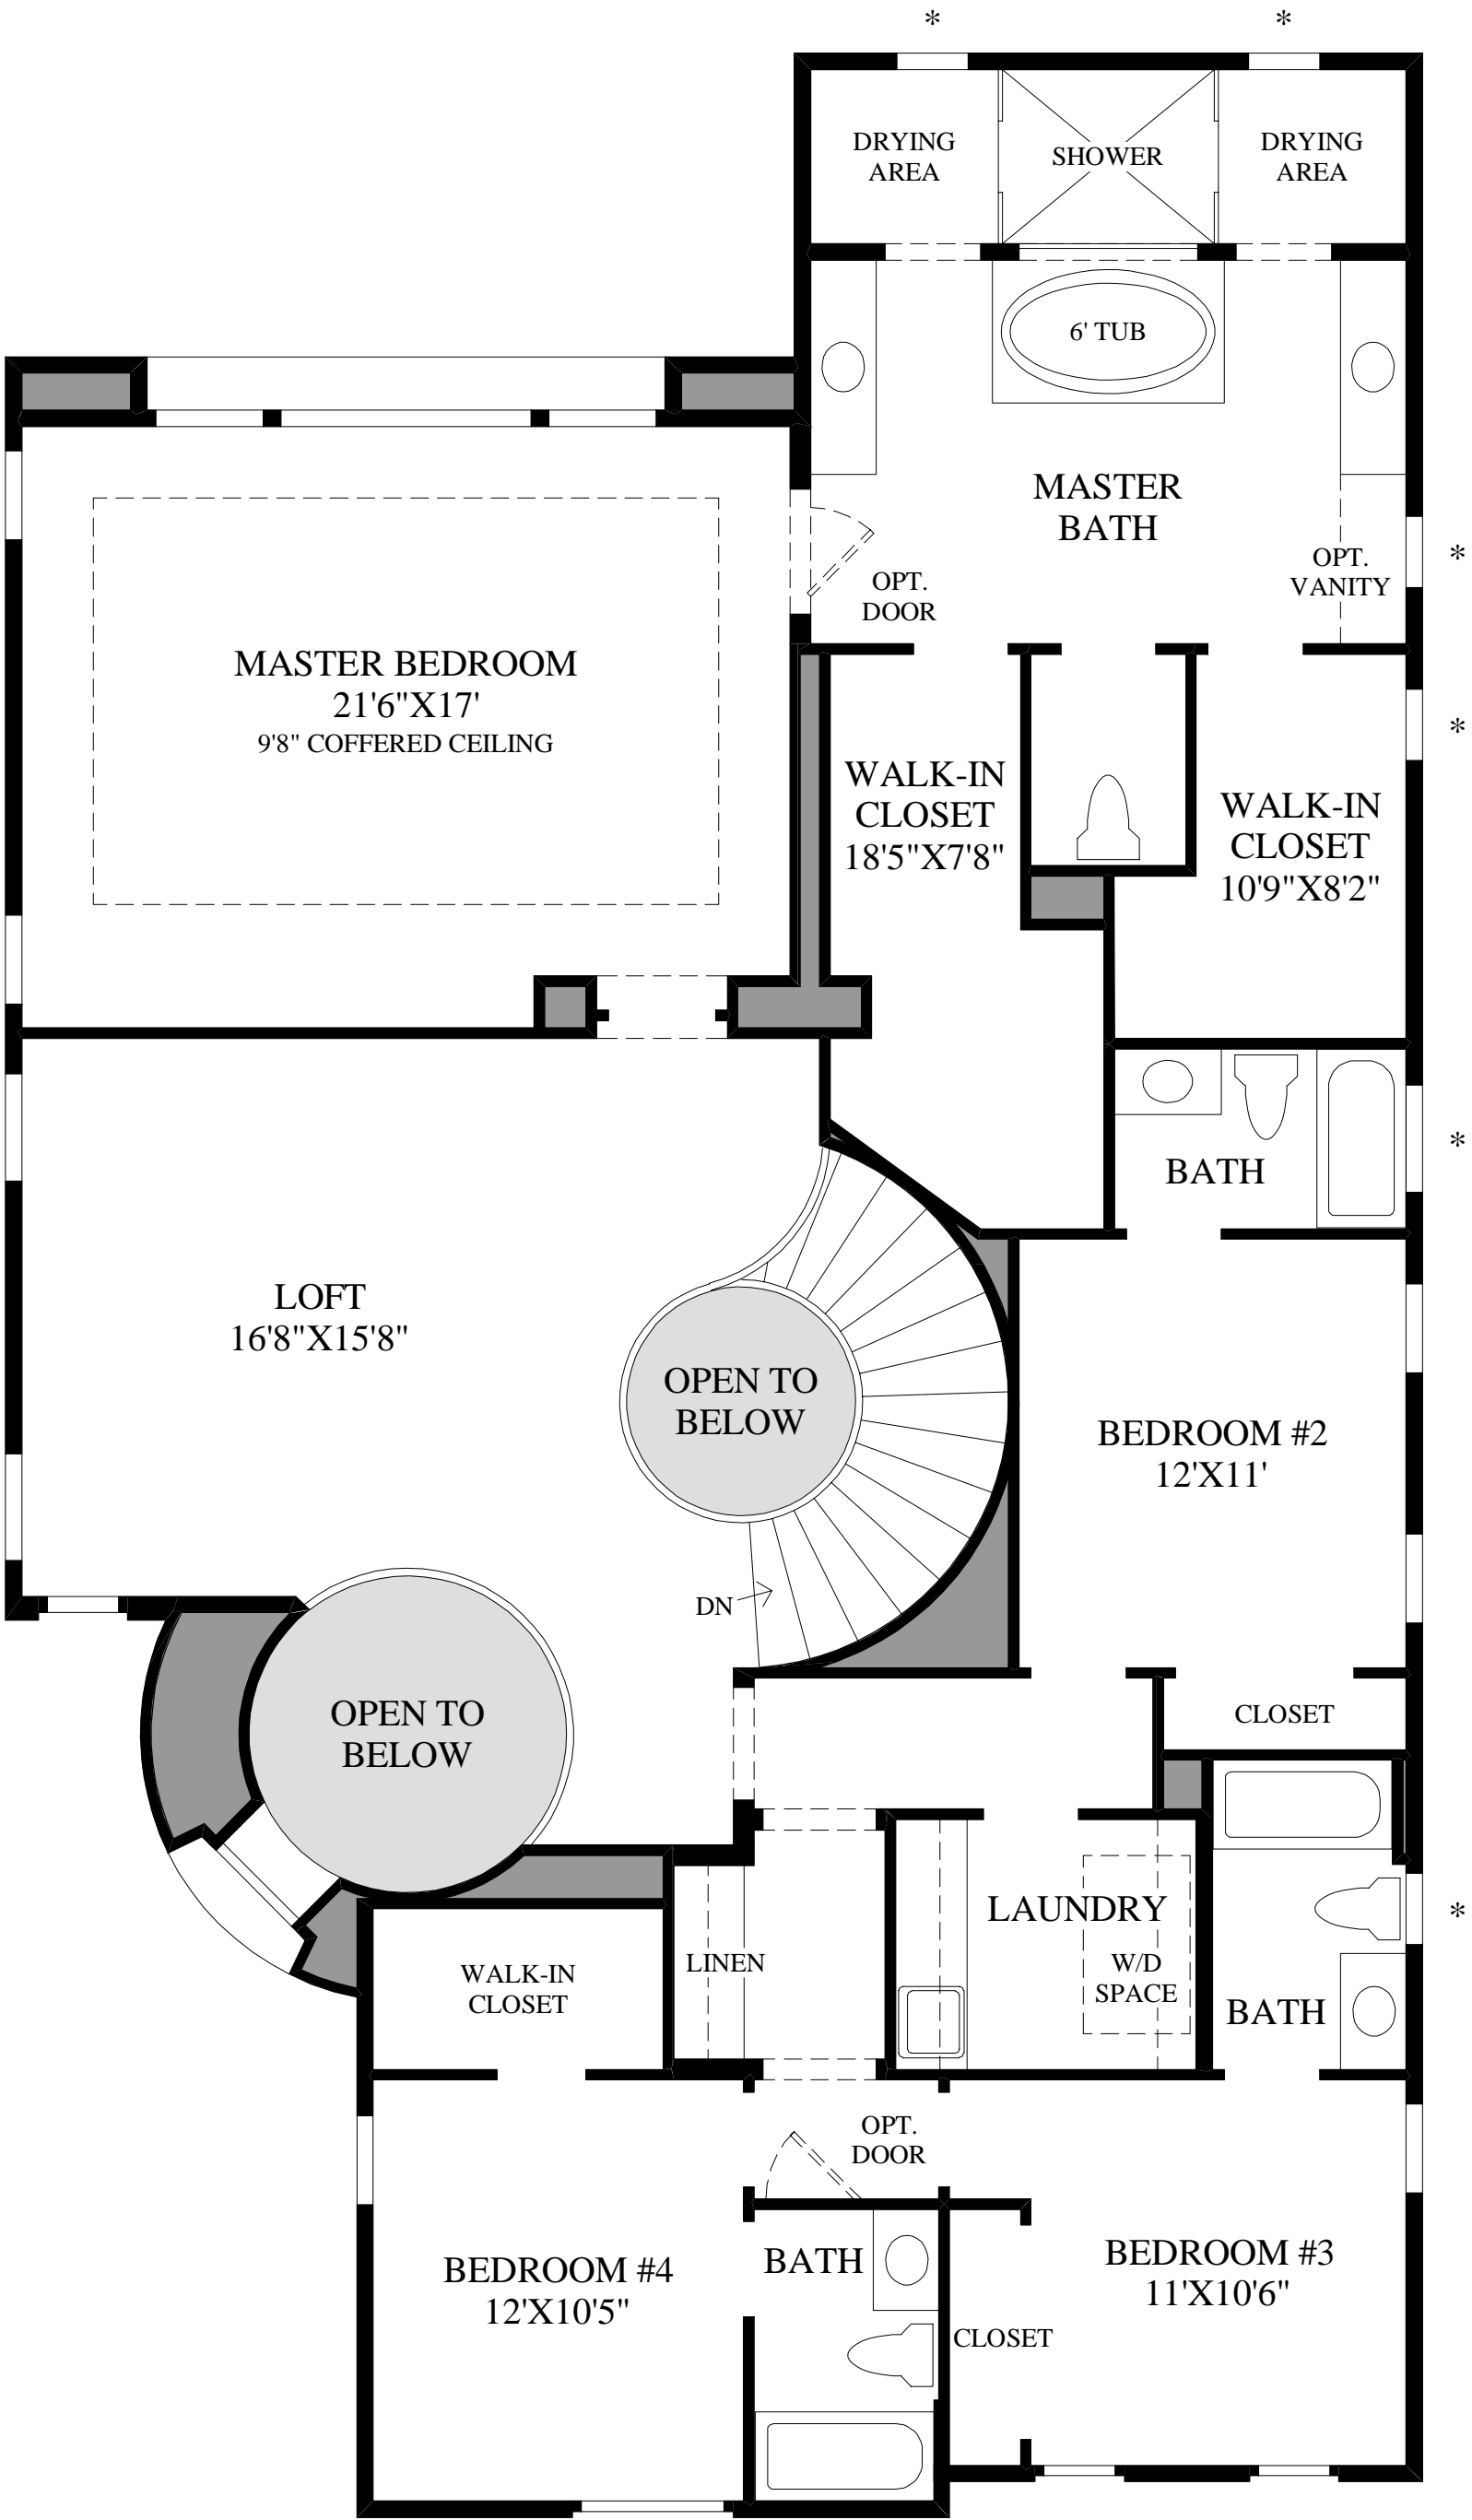 * *
DRYING
AREA
SHOWER
DRYING
AREA
6' TUB
MASTER
BATH
OPT.
DOOR
OPT.
VANITY
*
MASTER BEDROOM
21'6"X17'
9'8" COFFERED CEILING
*
WALK-IN
CLOSET
18'5"X7'8"
WALK-IN
CLOSET
10'9"X8'2"
BATH
*
LOFT
16'8"X15'8"
OPEN TO
BELOW
BEDROOM #2
12'X11'
DN
OPEN TO
BELOW
CLOSET
LAUNDRY
W/D
SPACE
*
LINEN
WALK-IN
CLOSET
BATH
OPT.
DOOR
BEDROOM #4
12'X10'5"
BATH
BEDROOM #3
11'X10'6"
CLOSET